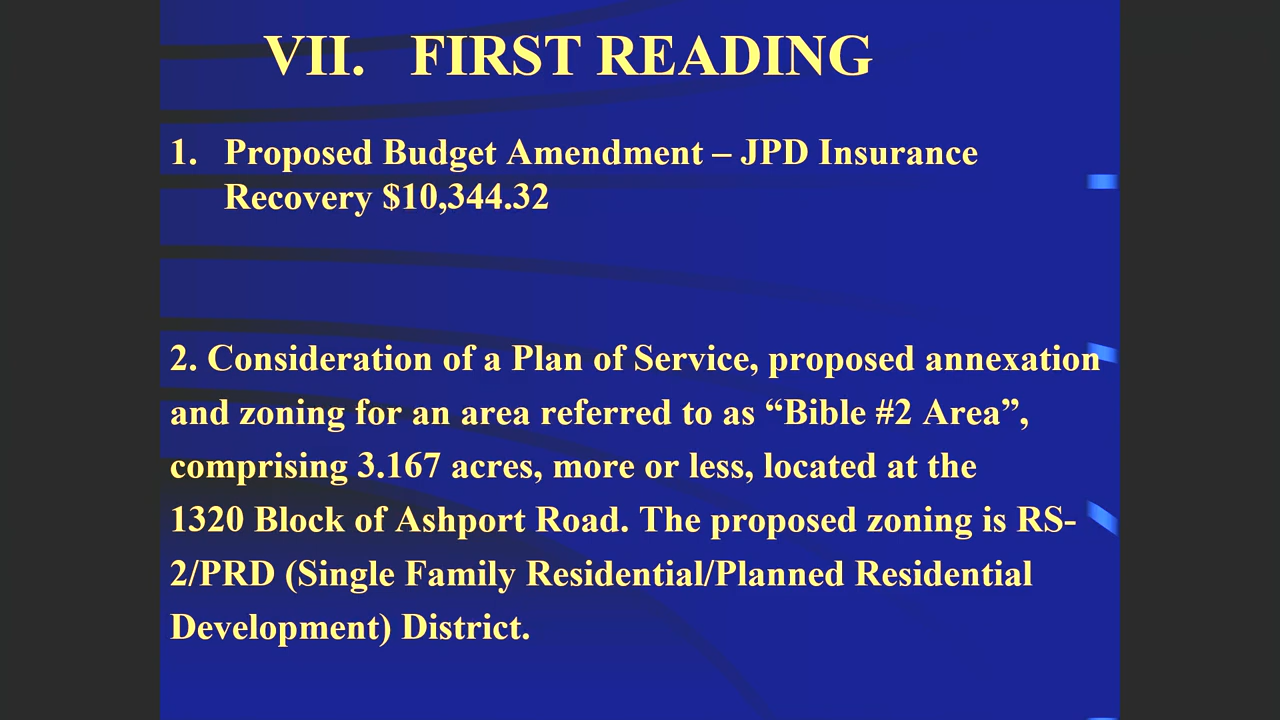 VII. FIRST READING
1. Proposed Budget Amendment – JPD Insurance
Recovery $10,344.32
2. Consideration of a Plan of Service, proposed annexation
and zoning for an area referred to as “Bible #2 Area”,
comprising 3.167 acres, more or less, located at the
1320 Block of Ashport Road. The proposed zoning is RS-
2/PRD (Single Family Residential/Planned Residential
Development) District.